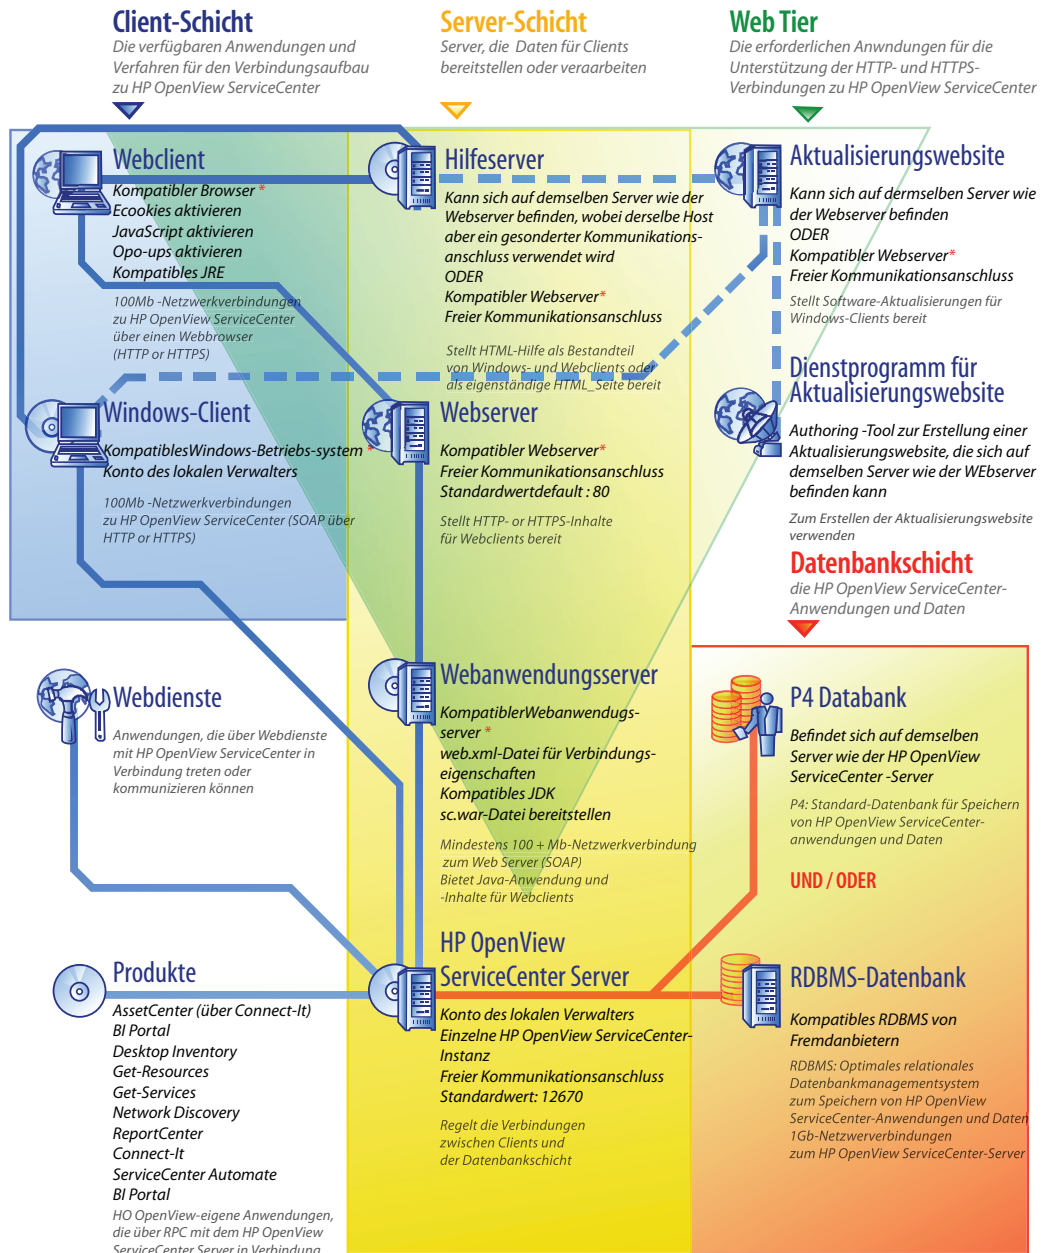 Client-Schicht
Die verfügbaren Anwendungen und
Verfahren für den Verbindungsaufbau
zu HP OpenView ServiceCenter
Server-Schicht
Server, die Daten für Clients
bereitstellen oder veraarbeiten
Web Tier
Die erforderlichen Anwndungen für die
Unterstützung der HTTP- und HTTPS-
Verbindungen zu HP OpenView ServiceCenter
Webclient
Kompatibler Browser *
Ecookies aktivieren
JavaScript aktivieren
Opo-ups aktivieren
Kompatibles JRE
100Mb -Netzwerkverbindungen
zu HP OpenView ServiceCenter
über einen Webbrowser
(HTTP or HTTPS)
Hilfeserver
Kann sich auf demselben Server wie der
Webserver befinden, wobei derselbe Host
aber ein gesonderter Kommunikations-
anschluss verwendet wird
ODER
Kompatibler Webserver*
Freier Kommunikationsanschluss
Stellt HTML-Hilfe als Bestandteil
von Windows- und Webclients oder
als eigenständige HTML_Seite bereit
Aktualisierungswebsite
Kann sich auf demselben Server wie
der Webserver befinden
ODER
Kompatibler Webserver*
Freier Kommunikationsanschluss
Stellt Software-Aktualisierungen für
Windows-Clients bereit
Windows-Client
KompatiblesWindows-Betriebs-system *
Konto des lokalen Verwalters
100Mb -Netzwerkverbindungen
zu HP OpenView ServiceCenter (SOAP über
HTTP or HTTPS)
Webserver
Kompatibler Webserver*
Freier Kommunikationsanschluss
Standardwertdefault : 80
Stellt HTTP- or HTTPS-Inhalte
für Webclients bereit
Dienstprogramm für
Aktualisierungswebsite
Authoring -Tool zur Erstellung einer
Aktualisierungswebsite, die sich auf
demselben Server wie der WEbserver
befinden kann
Zum Erstellen der Aktualisierungswebsite
verwenden
Datenbankschicht
die HP OpenView ServiceCenter-
Anwendungen und Daten
Webdienste
Anwendungen, die über Webdienste
mit HP OpenView ServiceCenter in
Verbindung treten oder
kommunizieren können
Webanwendungsserver
KompatiblerWebanwendugs-
server *
web.xml-Datei für Verbindungs-
eigenschaften
Kompatibles JDK
sc.war-Datei bereitstellen
Mindestens 100 + Mb-Netzwerkverbindung
zum Web Server (SOAP)
Bietet Java-Anwendung und
-Inhalte für Webclients
P4 Databank
Befindet sich auf demselben
Server wie der HP OpenView
ServiceCenter -Server
P4: Standard-Datenbank für Speichern
von HP OpenView ServiceCenter-
anwendungen und Daten
UND / ODER
Produkte
AssetCenter (über Connect-It)
BI Portal
Desktop Inventory
Get-Resources
Get-Services
Network Discovery
ReportCenter
Connect-It
ServiceCenter Automate
BI Portal
HO OpenView-eigene Anwendungen,
die über RPC mit dem HP OpenView
ServiceCenter Server in Verbindung
HP OpenView
ServiceCenter Server
Konto des lokalen Verwalters
Einzelne HP OpenView ServiceCenter-
Instanz
Freier Kommunikationsanschluss
Standardwert: 12670
Regelt die Verbindungen
zwischen Clients und
der Datenbankschicht
RDBMS-Datenbank
Kompatibles RDBMS von
Fremdanbietern
RDBMS: Optimales relationales
Datenbankmanagementsystem
zum Speichern von HP OpenView
ServiceCenter-Anwendungen und Daten
1Gb-Netzwerverbindungen
zum HP OpenView ServiceCenter-Server